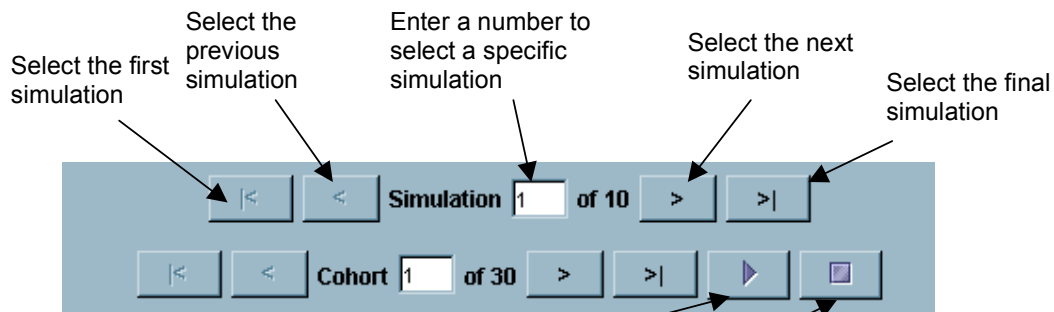 Select the first
simulation
Select the
previous
simulation
Enter a number to
select a specific
simulation
Select the next
simulation
Select the final
simulation
|< < Simulation 1 of 10 > >|
|< < Cohort 1 of 30 > >|